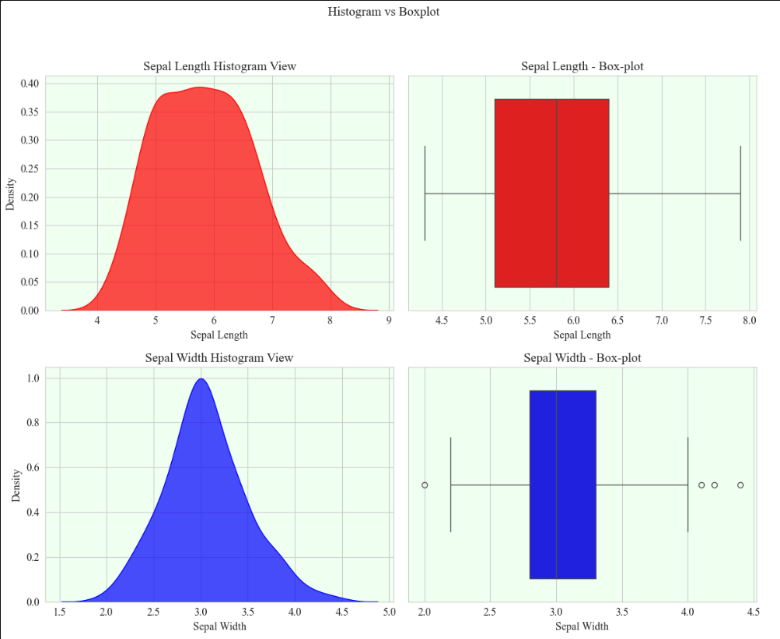 Histogram vs Boxplot
Sepal Length Histogram View
Density
0.40
0.35
0.30
0.25
0.20
0.15
0.10
0.05
0.00
4 5 6 7 8 9
Sepal Length
Sepal Length - Box-plot
4.5 5.0 5.5 6.0 6.5 7.0 7.5 8.0
Sepal Length
Sepal Width Histogram View
Density
1.0
0.8
0.6
0.4
0.2
0.0
1.5 2.0 2.5 3.0 3.5 4.0 4.5 5.0
Sepal Width
Sepal Width - Box-plot
2.0 2.5 3.0 3.5 4.0 4.5
Sepal Width